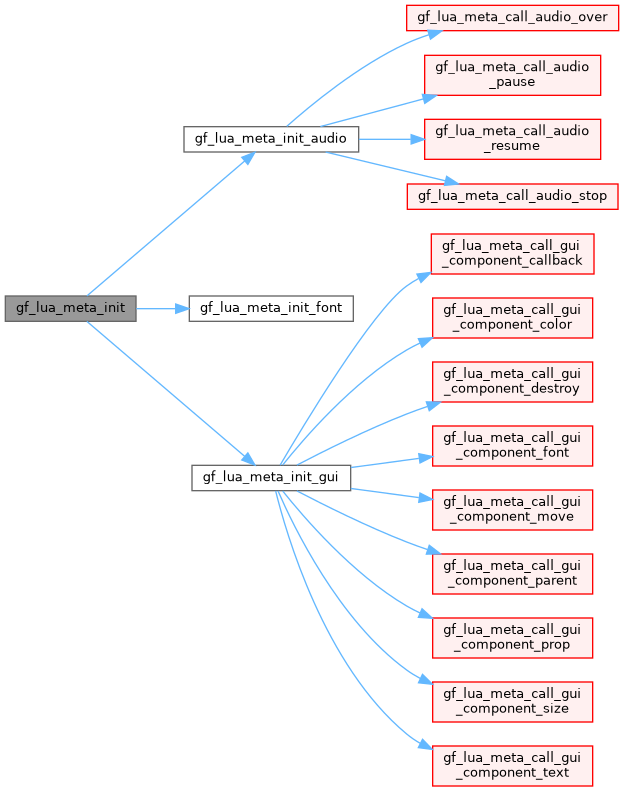 gf_lua_meta_call_audio_over
gf_lua_meta_call_audio
_pause
gf_lua_meta_init_audio
gf_lua_meta_call_audio
_resume
gf_lua_meta_call_audio_stop
gf_lua_meta_call_gui
_component_callback
gf_lua_meta_init
gf_lua_meta_init_font
gf_lua_meta_call_gui
_component_color
gf_lua_meta_call_gui
_component_destroy
gf_lua_meta_call_gui
_component_font
gf_lua_meta_init_gui
gf_lua_meta_call_gui
_component_move
gf_lua_meta_call_gui
_component_parent
gf_lua_meta_call_gui
_component_prop
gf_lua_meta_call_gui
_component_size
gf_lua_meta_call_gui
_component_text